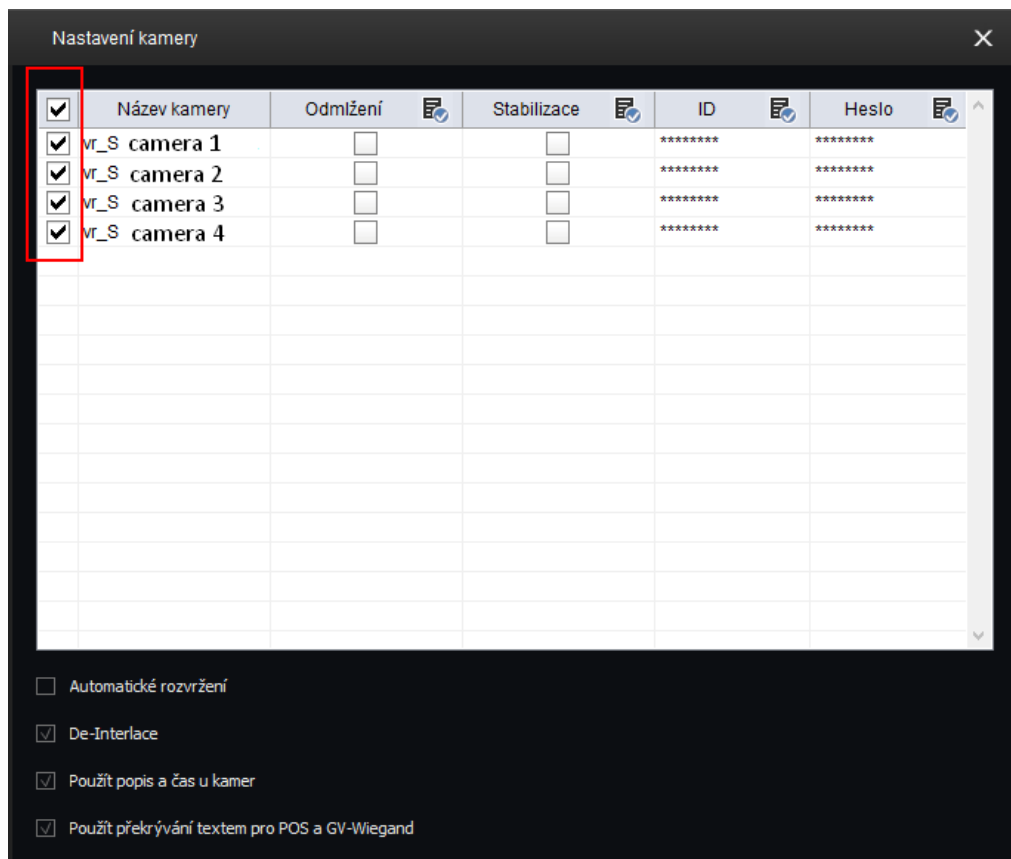 Nastavení kamery
Název kamery Odmlžení Stabilizace ID Heslo
vr_S camera 1 ******** ********
vr_S camera 2 ******** ********
vr_S camera 3 ******** ********
vr_S camera 4 ******** ********
Automatické rozvržení
De-Interlace
Použít popis a čas u kamer
Použít překrývání textem pro POS a GV-Wiegand